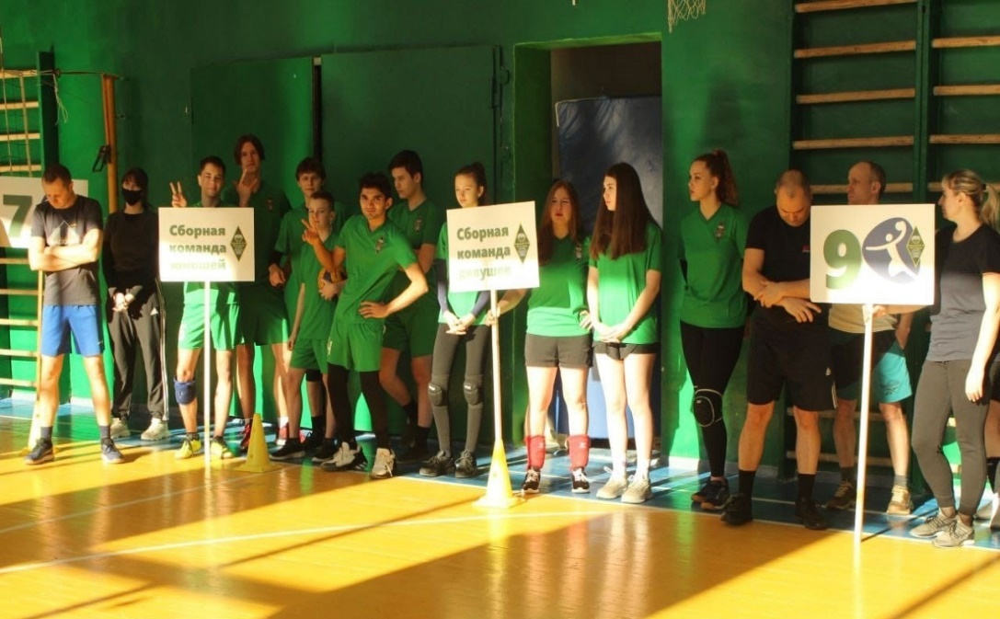 7
Сборная
команда
юношей
Сборная
команда
девушек
9